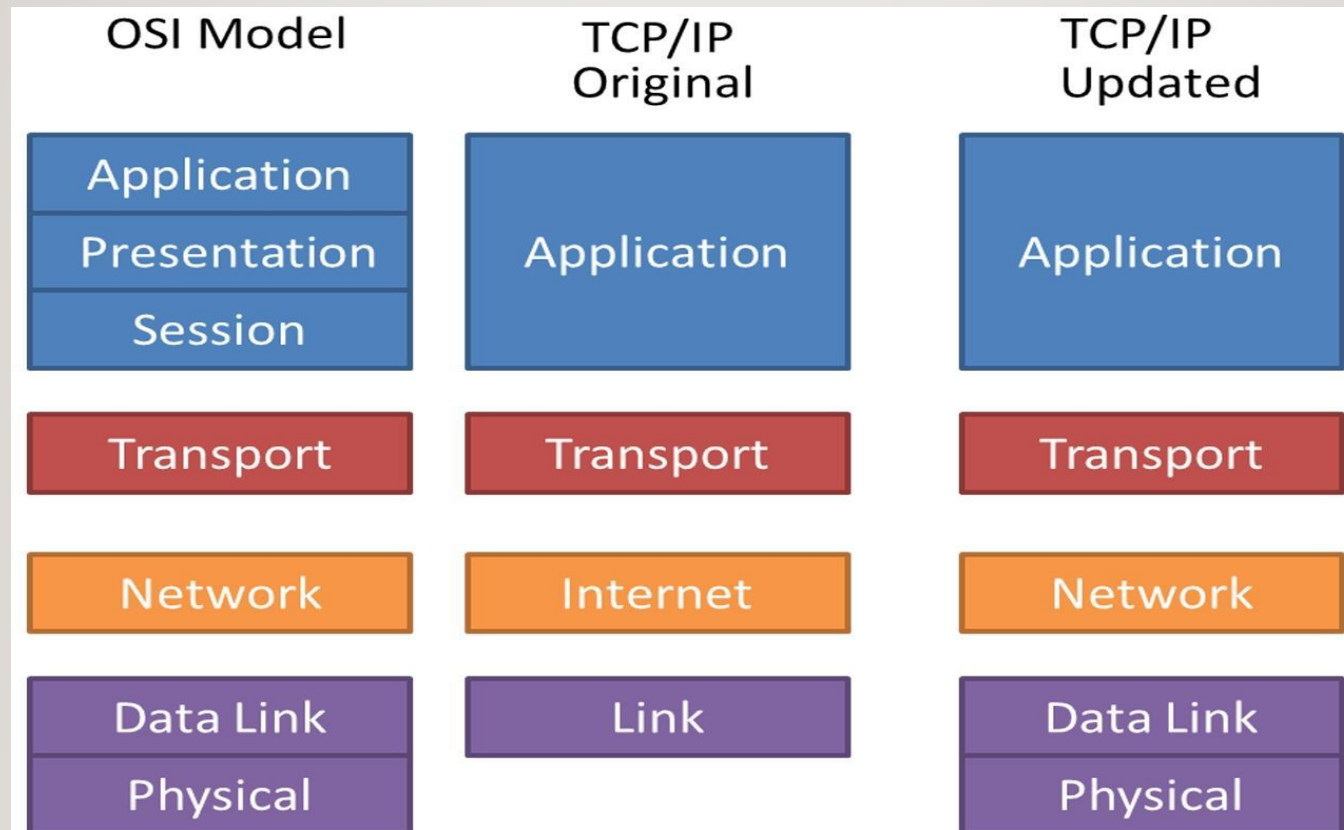 OSI Model
TCP/IP
Original
TCP/IP
Updated
Application
Presentation
Session
Transport
Network
Data Link
Physical
Application
Transport
Internet
Link
Application
Transport
Network
Data Link
Physical